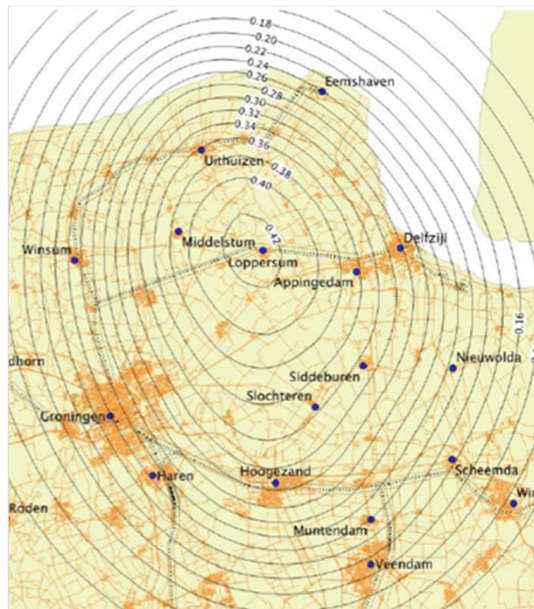 0.18
0.20
0.22
0.24
0.26
0.28
0.30
0.32
0.34
0.36
0.38
0.40
0.42
Eemshaven
Uithuizen
Middelstum
Winsum
Loppersum
Delfzijl
Appingedam
0.16
dhorn
Siddeburen
Nieuwolda
Slochteren
Groningen
Haren
Hoogezand
Scheemda
Roden
Win
Muntendam
Veendam